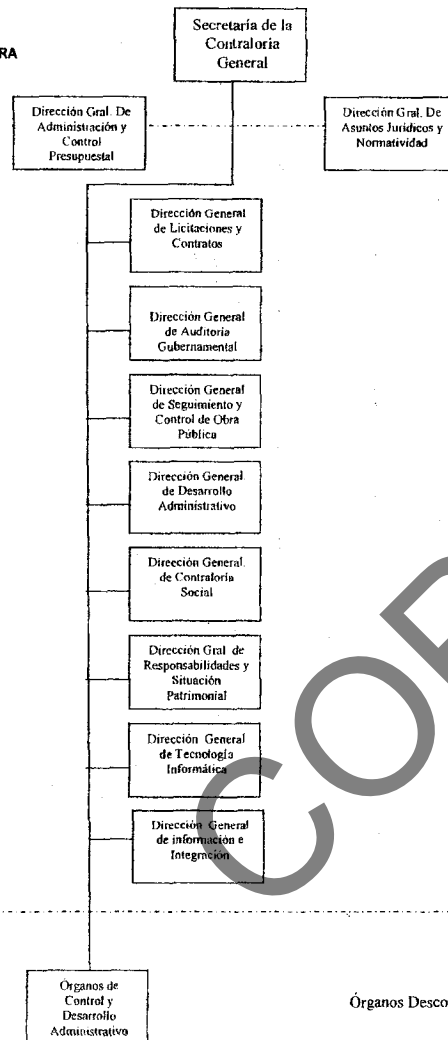 Secretaría de la
Contraloría
General
RA
Dirección Gral. De
Administración y
Control
Presupuestal
Dirección Gral. De
Asuntos Jurídicos y
Normatividad
Dirección General
de Licitaciones y
Contratos
Dirección General
de Auditoría
Gubernamental
Dirección General
de Seguimiento y
Control de Obra
Pública
Dirección General
de Desarrollo
Administrativo
Dirección General
de Contraloría
Social
Dirección Gral. de
Responsabilidades y
Situación
Patrimonial
Dirección General
de Tecnología
Informática
Dirección General
de información e
Integración
COP
Órganos de
Control y
Desarrollo
Administrativo
Órganos Desco